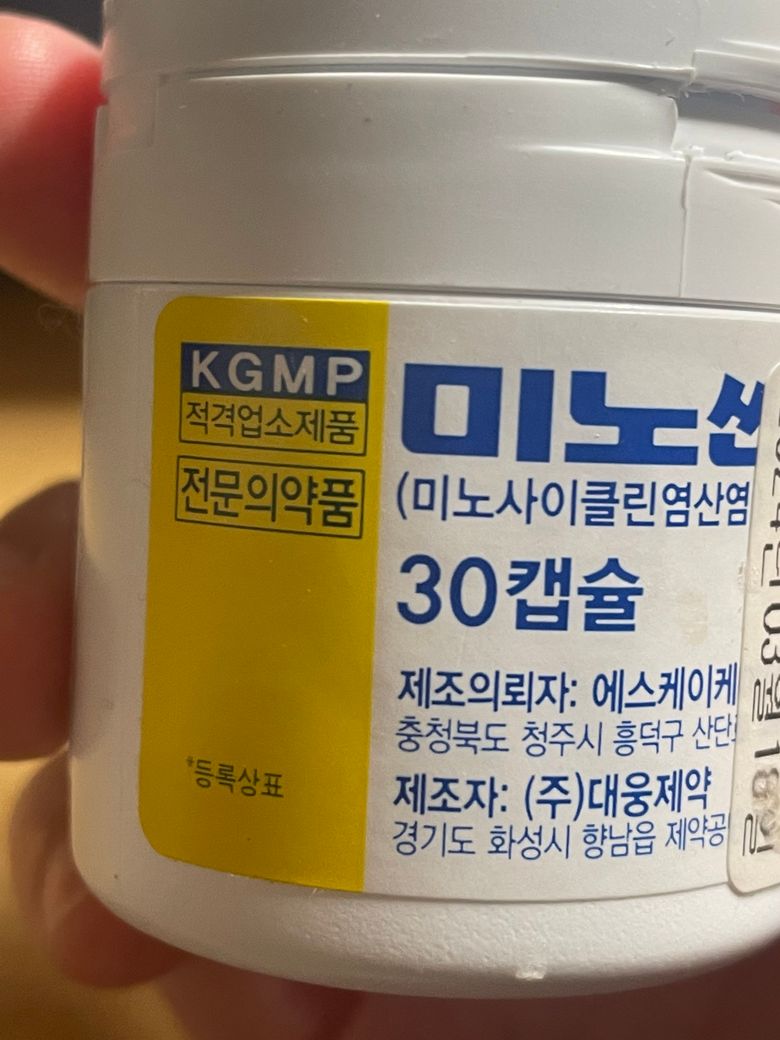 KGMP
적격업소제품
전문의약품
*등록상표
미노
(미노사이클린염산염
30캡슐
제조의뢰자: 에스케이케
충청북도 청주시 흥덕구 산단
제조자: (주)대웅제약
경기도 화성시 향남읍 제약공
03월